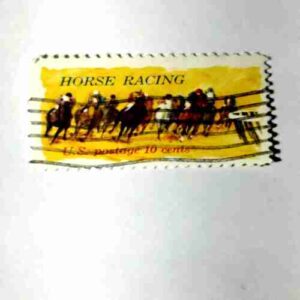 HORSE RACING
U.S. postage 10 cents